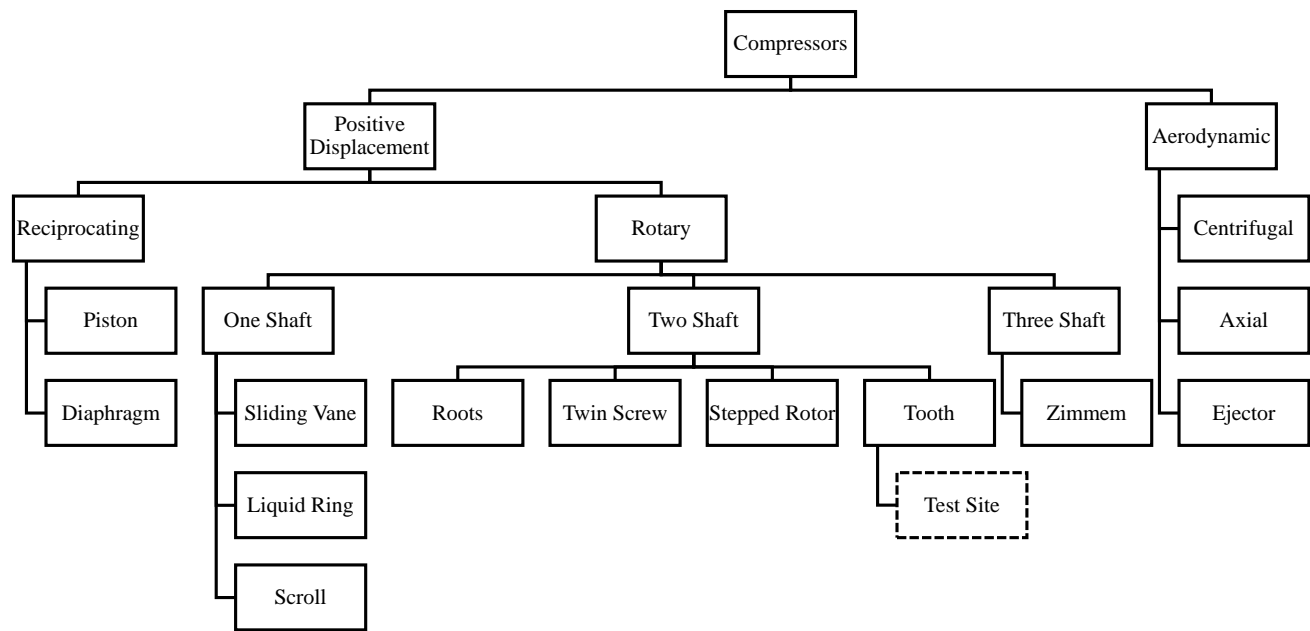 Compressors
Positive
Displacement
Aerodynamic
Reciprocating
Rotary
Centrifugal
Piston
One Shaft
Two Shaft
Three Shaft
Axial
Diaphragm
Sliding Vane
Roots
Twin Screw
Stepped Rotor
Tooth
Zimmem
Ejector
Liquid Ring
Test Site
Scroll